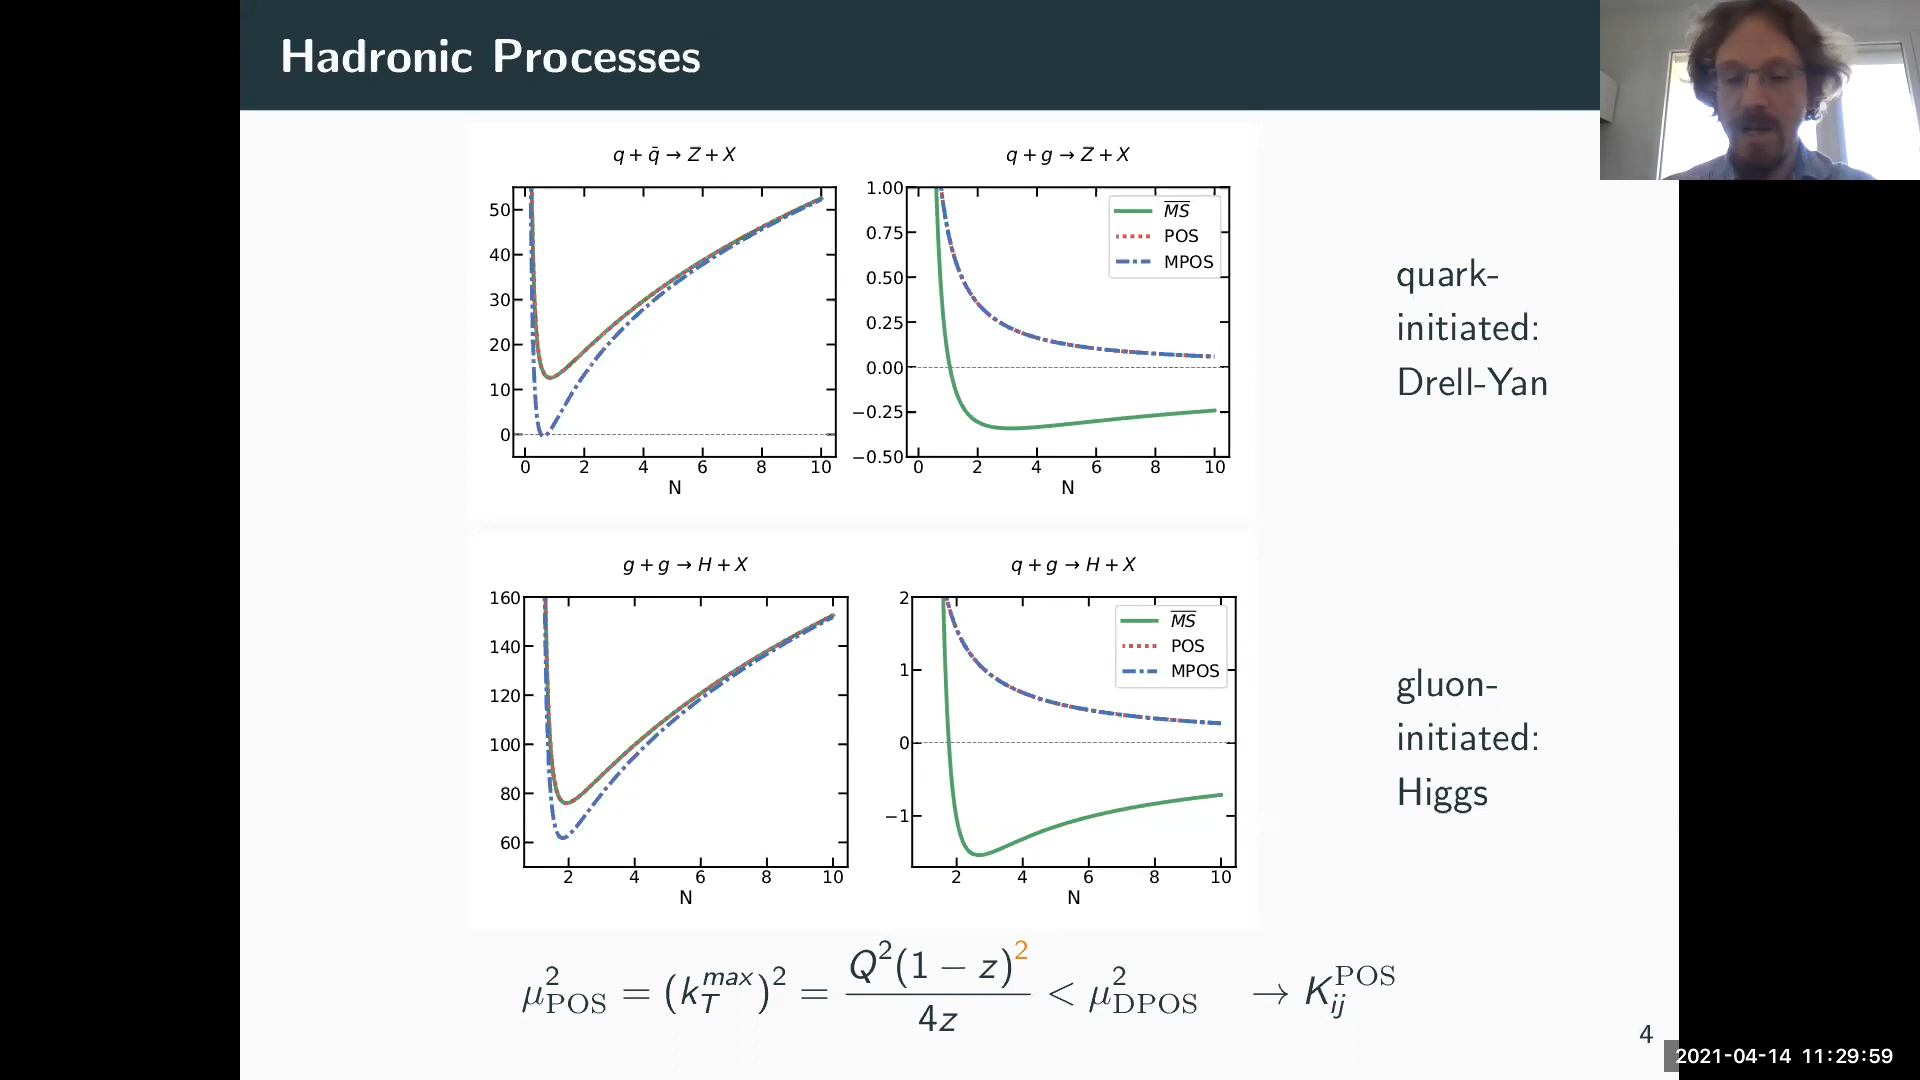 Hadronic Processes
q + q̄ → Z + X
q + g → Z + X
50
40
30
20
10
0
0 2 4 6 8 10
N
1.00
0.75
0.50
0.25
0.00
−0.25
−0.50
0 2 4 6 8 10
N
M̅S̅
POS
MPOS
quark-
initiated:
Drell-Yan
g + g → H + X
q + g → H + X
160
140
120
100
80
60
2 4 6 8 10
N
2
1
0
−1
2 4 6 8 10
N
M̅S̅
POS
MPOS
gluon-
initiated:
Higgs
μ²_POS = (k_T^max)² = Q²(1 − z)² / 4z < μ²_DPOS → K_ij^POS
4
2021-04-14 11:29:59